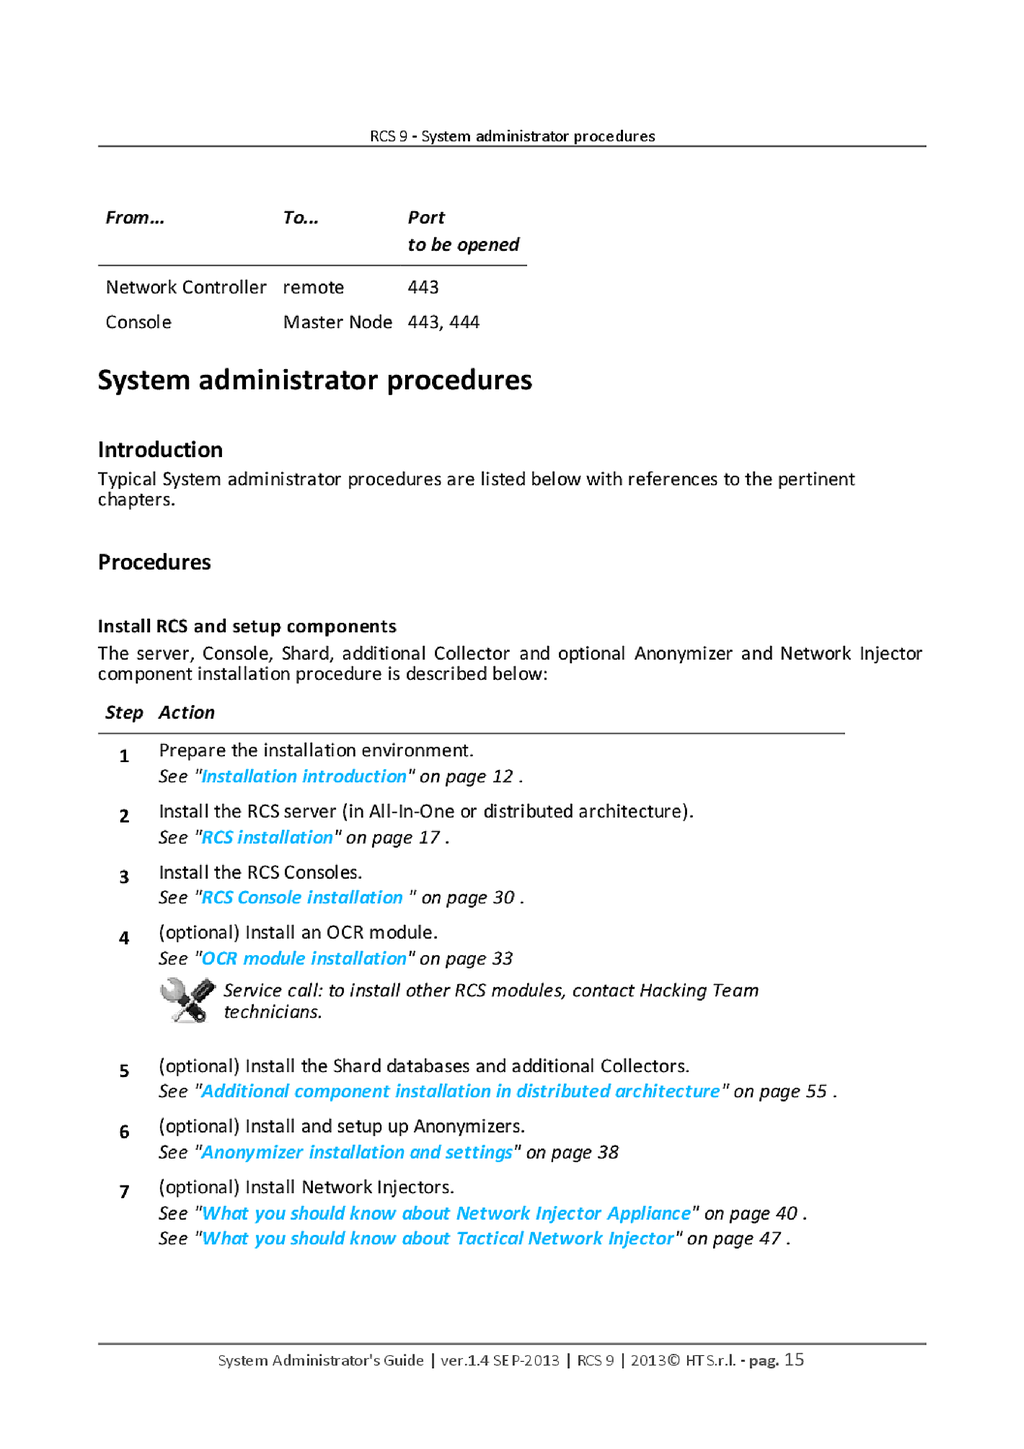 RCS 9 - System administrator procedures
From... To... Port
to be opened
Network Controller remote 443
Console Master Node 443, 444
System administrator procedures
Introduction
Typical System administrator procedures are listed below with references to the pertinent
chapters.
Procedures
Install RCS and setup components
The server, Console, Shard, additional Collector and optional Anonymizer and Network Injector
component installation procedure is described below:
Step Action
1 Prepare the installation environment.
See "Installation introduction" on page 12 .
2 Install the RCS server (in All-In-One or distributed architecture).
See "RCS installation" on page 17 .
3 Install the RCS Consoles.
See "RCS Console installation " on page 30 .
4 (optional) Install an OCR module.
See "OCR module installation" on page 33
Service call: to install other RCS modules, contact Hacking Team
technicians.
5 (optional) Install the Shard databases and additional Collectors.
See "Additional component installation in distributed architecture" on page 55 .
6 (optional) Install and setup up Anonymizers.
See "Anonymizer installation and settings" on page 38
7 (optional) Install Network Injectors.
See "What you should know about Network Injector Appliance" on page 40 .
See "What you should know about Tactical Network Injector" on page 47 .
System Administrator's Guide | ver.1.4 SEP-2013 | RCS 9 | 2013© HT S.r.l. - pag. 15